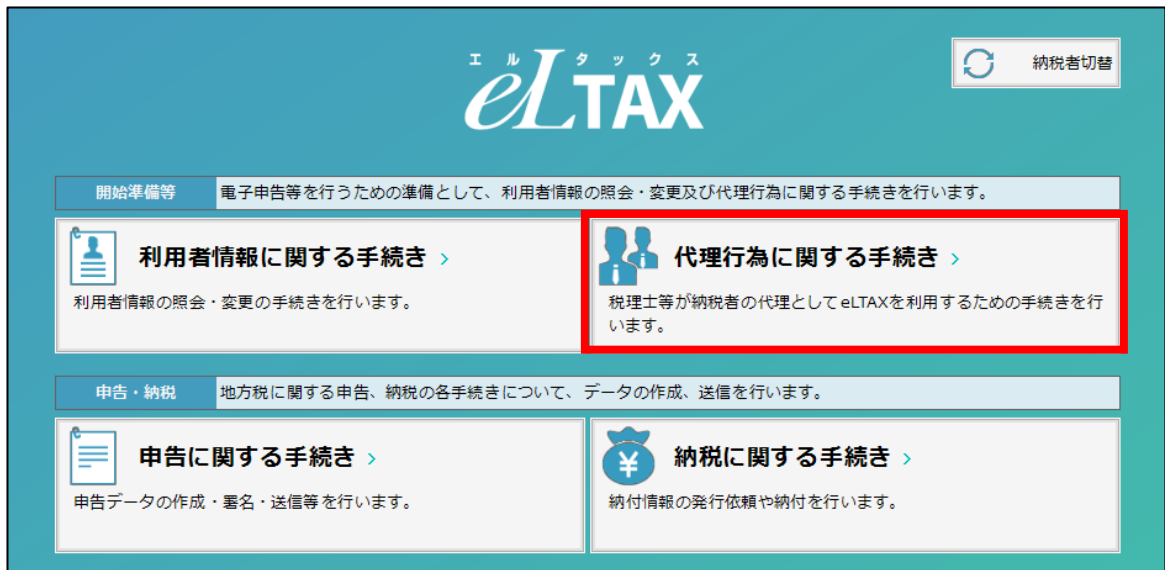 エルタックス
eLTAX
納税者切替
開始準備等
電子申告等を行うための準備として、利用者情報の照会・変更及び代理行為に関する手続きを行います。
利用者情報に関する手続き >
利用者情報の照会・変更の手続きを行います。
代理行為に関する手続き >
税理士等が納税者の代理としてeLTAXを利用するための手続きを行
います。
申告・納税
地方税に関する申告、納税の各手続きについて、データの作成、送信を行います。
申告に関する手続き >
申告データの作成・署名・送信等を行います。
¥
納税に関する手続き >
納付情報の発行依頼や納付を行います。